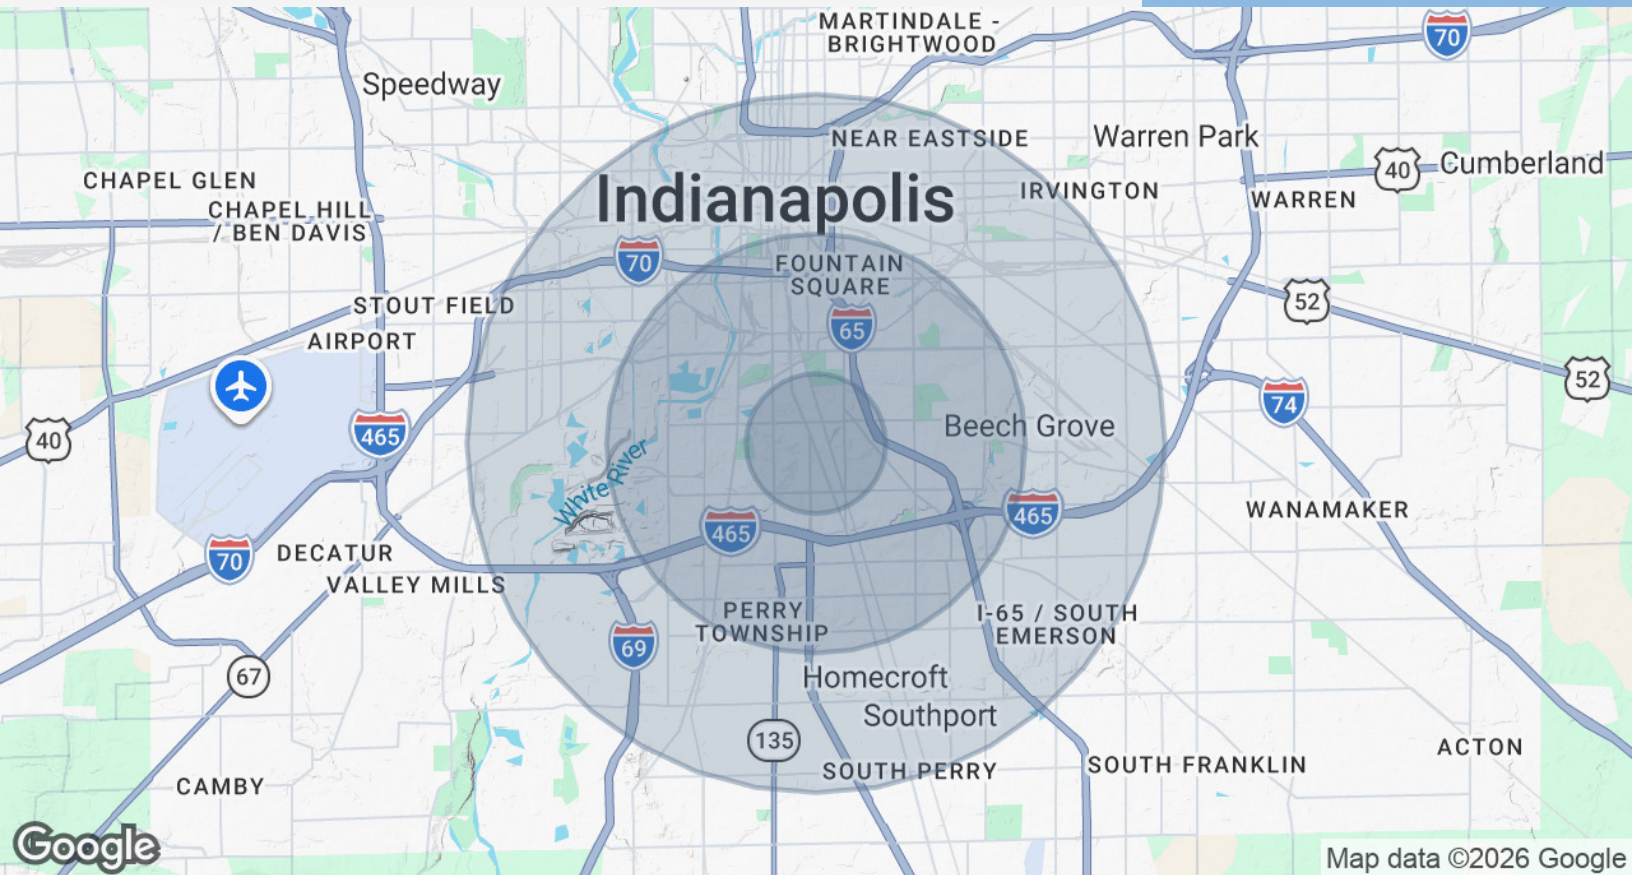 MARTINDALE -
BRIGHTWOOD
70
Speedway
NEAR EASTSIDE
Warren Park
40
Cumberland
CHAPEL GLEN
IRVINGTON
WARREN
Indianapolis
CHAPEL HILL
/ BEN DAVIS
70
FOUNTAIN
SQUARE
STOUT FIELD
52
65
AIRPORT
52
74
465
40
Beech Grove
White River
465
465
WANAMAKER
70
DECATUR
VALLEY MILLS
PERRY
TOWNSHIP
I-65 / SOUTH
EMERSON
69
67
Homecroft
Southport
135
ACTON
SOUTH PERRY
SOUTH FRANKLIN
CAMBY
Google
Map data ©2026 Google